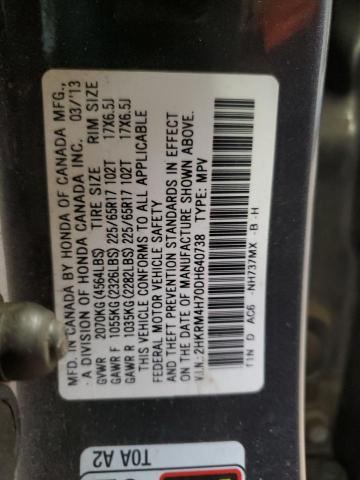 MFD. IN CANADA BY HONDA OF CANADA MFG.,
A DIVISION OF HONDA CANADA INC. 03/'13
TIRE SIZE RIM SIZE
GVWR 2070KG(4564LBS)
GAWR F 1055KG(2326LBS) 225/65R17 102T 17X6.5J
GAWR R 1035KG(2282LBS) 225/65R17 102T 17X6.5J
THIS VEHICLE CONFORMS TO ALL APPLICABLE
FEDERAL MOTOR VEHICLE SAFETY
AND THEFT PREVENTION STANDARDS IN EFFECT
ON THE DATE OF MANUFACTURE SHOWN ABOVE.
V.I.N.: 2HKRM4H70DH640738 TYPE: MPV
11N D AC6 NH737MX -B -H
T0A A2